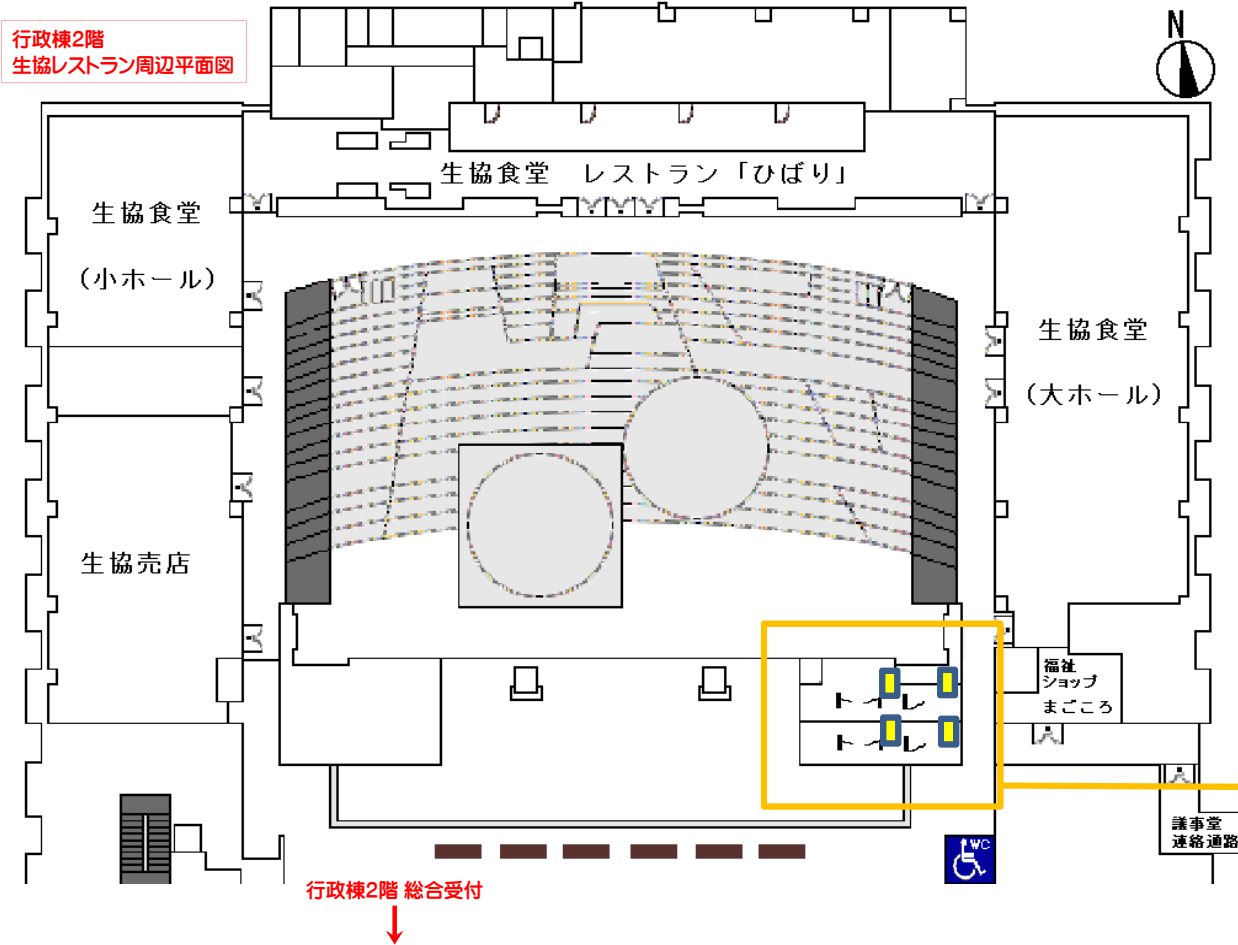 行政棟2階
生協レストラン周辺平面図
N
生協食堂 レストラン「ひばり」
生協食堂
（小ホール）
生協食堂
（大ホール）
生協売店
福祉
ショップ
まごころ
トイレ
トイレ
議事堂
連絡通路
WC
行政棟2階 総合受付